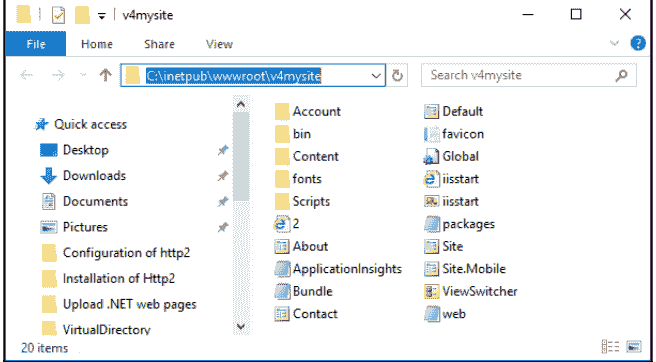 v4mysite
File Home Share View
C:\inetpub\wwwroot\v4mysite
Search v4mysite
Quick access
Desktop
Downloads
Documents
Pictures
Configuration of http2
Installation of Http2
Upload .NET web pages
VirtualDirectory
Account
bin
Content
fonts
Scripts
2
About
ApplicationInsights
Bundle
Contact
Default
favicon
Global
iisstart
iisstart
packages
Site
Site.Mobile
ViewSwitcher
web
20 items